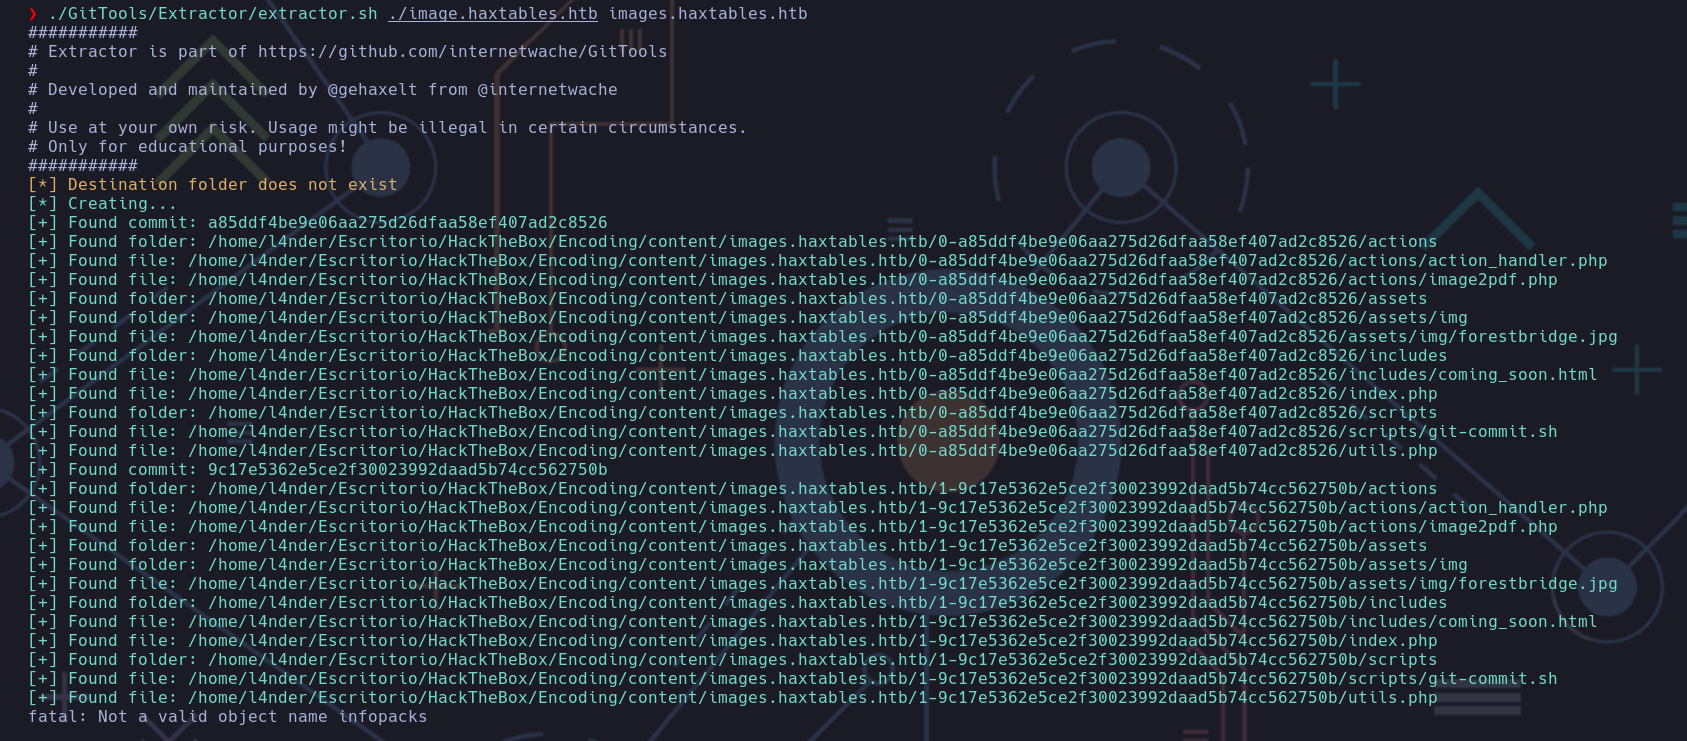 ❯ ./GitTools/Extractor/extractor.sh ./image.haxtables.htb images.haxtables.htb
###########
# Extractor is part of https://github.com/internetwache/GitTools
#
# Developed and maintained by @gehaxelt from @internetwache
#
# Use at your own risk. Usage might be illegal in certain circumstances.
# Only for educational purposes!
###########
[*] Destination folder does not exist
[*] Creating...
[+] Found commit: a85ddf4be9e06aa275d26dfaa58ef407ad2c8526
[+] Found folder: /home/l4nder/Escritorio/HackTheBox/Encoding/content/images.haxtables.htb/0-a85ddf4be9e06aa275d26dfaa58ef407ad2c8526/actions
[+] Found file: /home/l4nder/Escritorio/HackTheBox/Encoding/content/images.haxtables.htb/0-a85ddf4be9e06aa275d26dfaa58ef407ad2c8526/actions/action_handler.php
[+] Found file: /home/l4nder/Escritorio/HackTheBox/Encoding/content/images.haxtables.htb/0-a85ddf4be9e06aa275d26dfaa58ef407ad2c8526/actions/image2pdf.php
[+] Found folder: /home/l4nder/Escritorio/HackTheBox/Encoding/content/images.haxtables.htb/0-a85ddf4be9e06aa275d26dfaa58ef407ad2c8526/assets
[+] Found folder: /home/l4nder/Escritorio/HackTheBox/Encoding/content/images.haxtables.htb/0-a85ddf4be9e06aa275d26dfaa58ef407ad2c8526/assets/img
[+] Found file: /home/l4nder/Escritorio/HackTheBox/Encoding/content/images.haxtables.htb/0-a85ddf4be9e06aa275d26dfaa58ef407ad2c8526/assets/img/forestbridge.jpg
[+] Found folder: /home/l4nder/Escritorio/HackTheBox/Encoding/content/images.haxtables.htb/0-a85ddf4be9e06aa275d26dfaa58ef407ad2c8526/includes
[+] Found file: /home/l4nder/Escritorio/HackTheBox/Encoding/content/images.haxtables.htb/0-a85ddf4be9e06aa275d26dfaa58ef407ad2c8526/includes/coming_soon.html
[+] Found file: /home/l4nder/Escritorio/HackTheBox/Encoding/content/images.haxtables.htb/0-a85ddf4be9e06aa275d26dfaa58ef407ad2c8526/index.php
[+] Found folder: /home/l4nder/Escritorio/HackTheBox/Encoding/content/images.haxtables.htb/0-a85ddf4be9e06aa275d26dfaa58ef407ad2c8526/scripts
[+] Found file: /home/l4nder/Escritorio/HackTheBox/Encoding/content/images.haxtables.htb/0-a85ddf4be9e06aa275d26dfaa58ef407ad2c8526/scripts/git-commit.sh
[+] Found file: /home/l4nder/Escritorio/HackTheBox/Encoding/content/images.haxtables.htb/0-a85ddf4be9e06aa275d26dfaa58ef407ad2c8526/utils.php
[+] Found commit: 9c17e5362e5ce2f30023992daad5b74cc562750b
[+] Found folder: /home/l4nder/Escritorio/HackTheBox/Encoding/content/images.haxtables.htb/1-9c17e5362e5ce2f30023992daad5b74cc562750b/actions
[+] Found file: /home/l4nder/Escritorio/HackTheBox/Encoding/content/images.haxtables.htb/1-9c17e5362e5ce2f30023992daad5b74cc562750b/actions/action_handler.php
[+] Found file: /home/l4nder/Escritorio/HackTheBox/Encoding/content/images.haxtables.htb/1-9c17e5362e5ce2f30023992daad5b74cc562750b/actions/image2pdf.php
[+] Found folder: /home/l4nder/Escritorio/HackTheBox/Encoding/content/images.haxtables.htb/1-9c17e5362e5ce2f30023992daad5b74cc562750b/assets
[+] Found folder: /home/l4nder/Escritorio/HackTheBox/Encoding/content/images.haxtables.htb/1-9c17e5362e5ce2f30023992daad5b74cc562750b/assets/img
[+] Found file: /home/l4nder/Escritorio/HackTheBox/Encoding/content/images.haxtables.htb/1-9c17e5362e5ce2f30023992daad5b74cc562750b/assets/img/forestbridge.jpg
[+] Found folder: /home/l4nder/Escritorio/HackTheBox/Encoding/content/images.haxtables.htb/1-9c17e5362e5ce2f30023992daad5b74cc562750b/includes
[+] Found file: /home/l4nder/Escritorio/HackTheBox/Encoding/content/images.haxtables.htb/1-9c17e5362e5ce2f30023992daad5b74cc562750b/includes/coming_soon.html
[+] Found file: /home/l4nder/Escritorio/HackTheBox/Encoding/content/images.haxtables.htb/1-9c17e5362e5ce2f30023992daad5b74cc562750b/index.php
[+] Found folder: /home/l4nder/Escritorio/HackTheBox/Encoding/content/images.haxtables.htb/1-9c17e5362e5ce2f30023992daad5b74cc562750b/scripts
[+] Found file: /home/l4nder/Escritorio/HackTheBox/Encoding/content/images.haxtables.htb/1-9c17e5362e5ce2f30023992daad5b74cc562750b/scripts/git-commit.sh
[+] Found file: /home/l4nder/Escritorio/HackTheBox/Encoding/content/images.haxtables.htb/1-9c17e5362e5ce2f30023992daad5b74cc562750b/utils.php
fatal: Not a valid object name infopacks